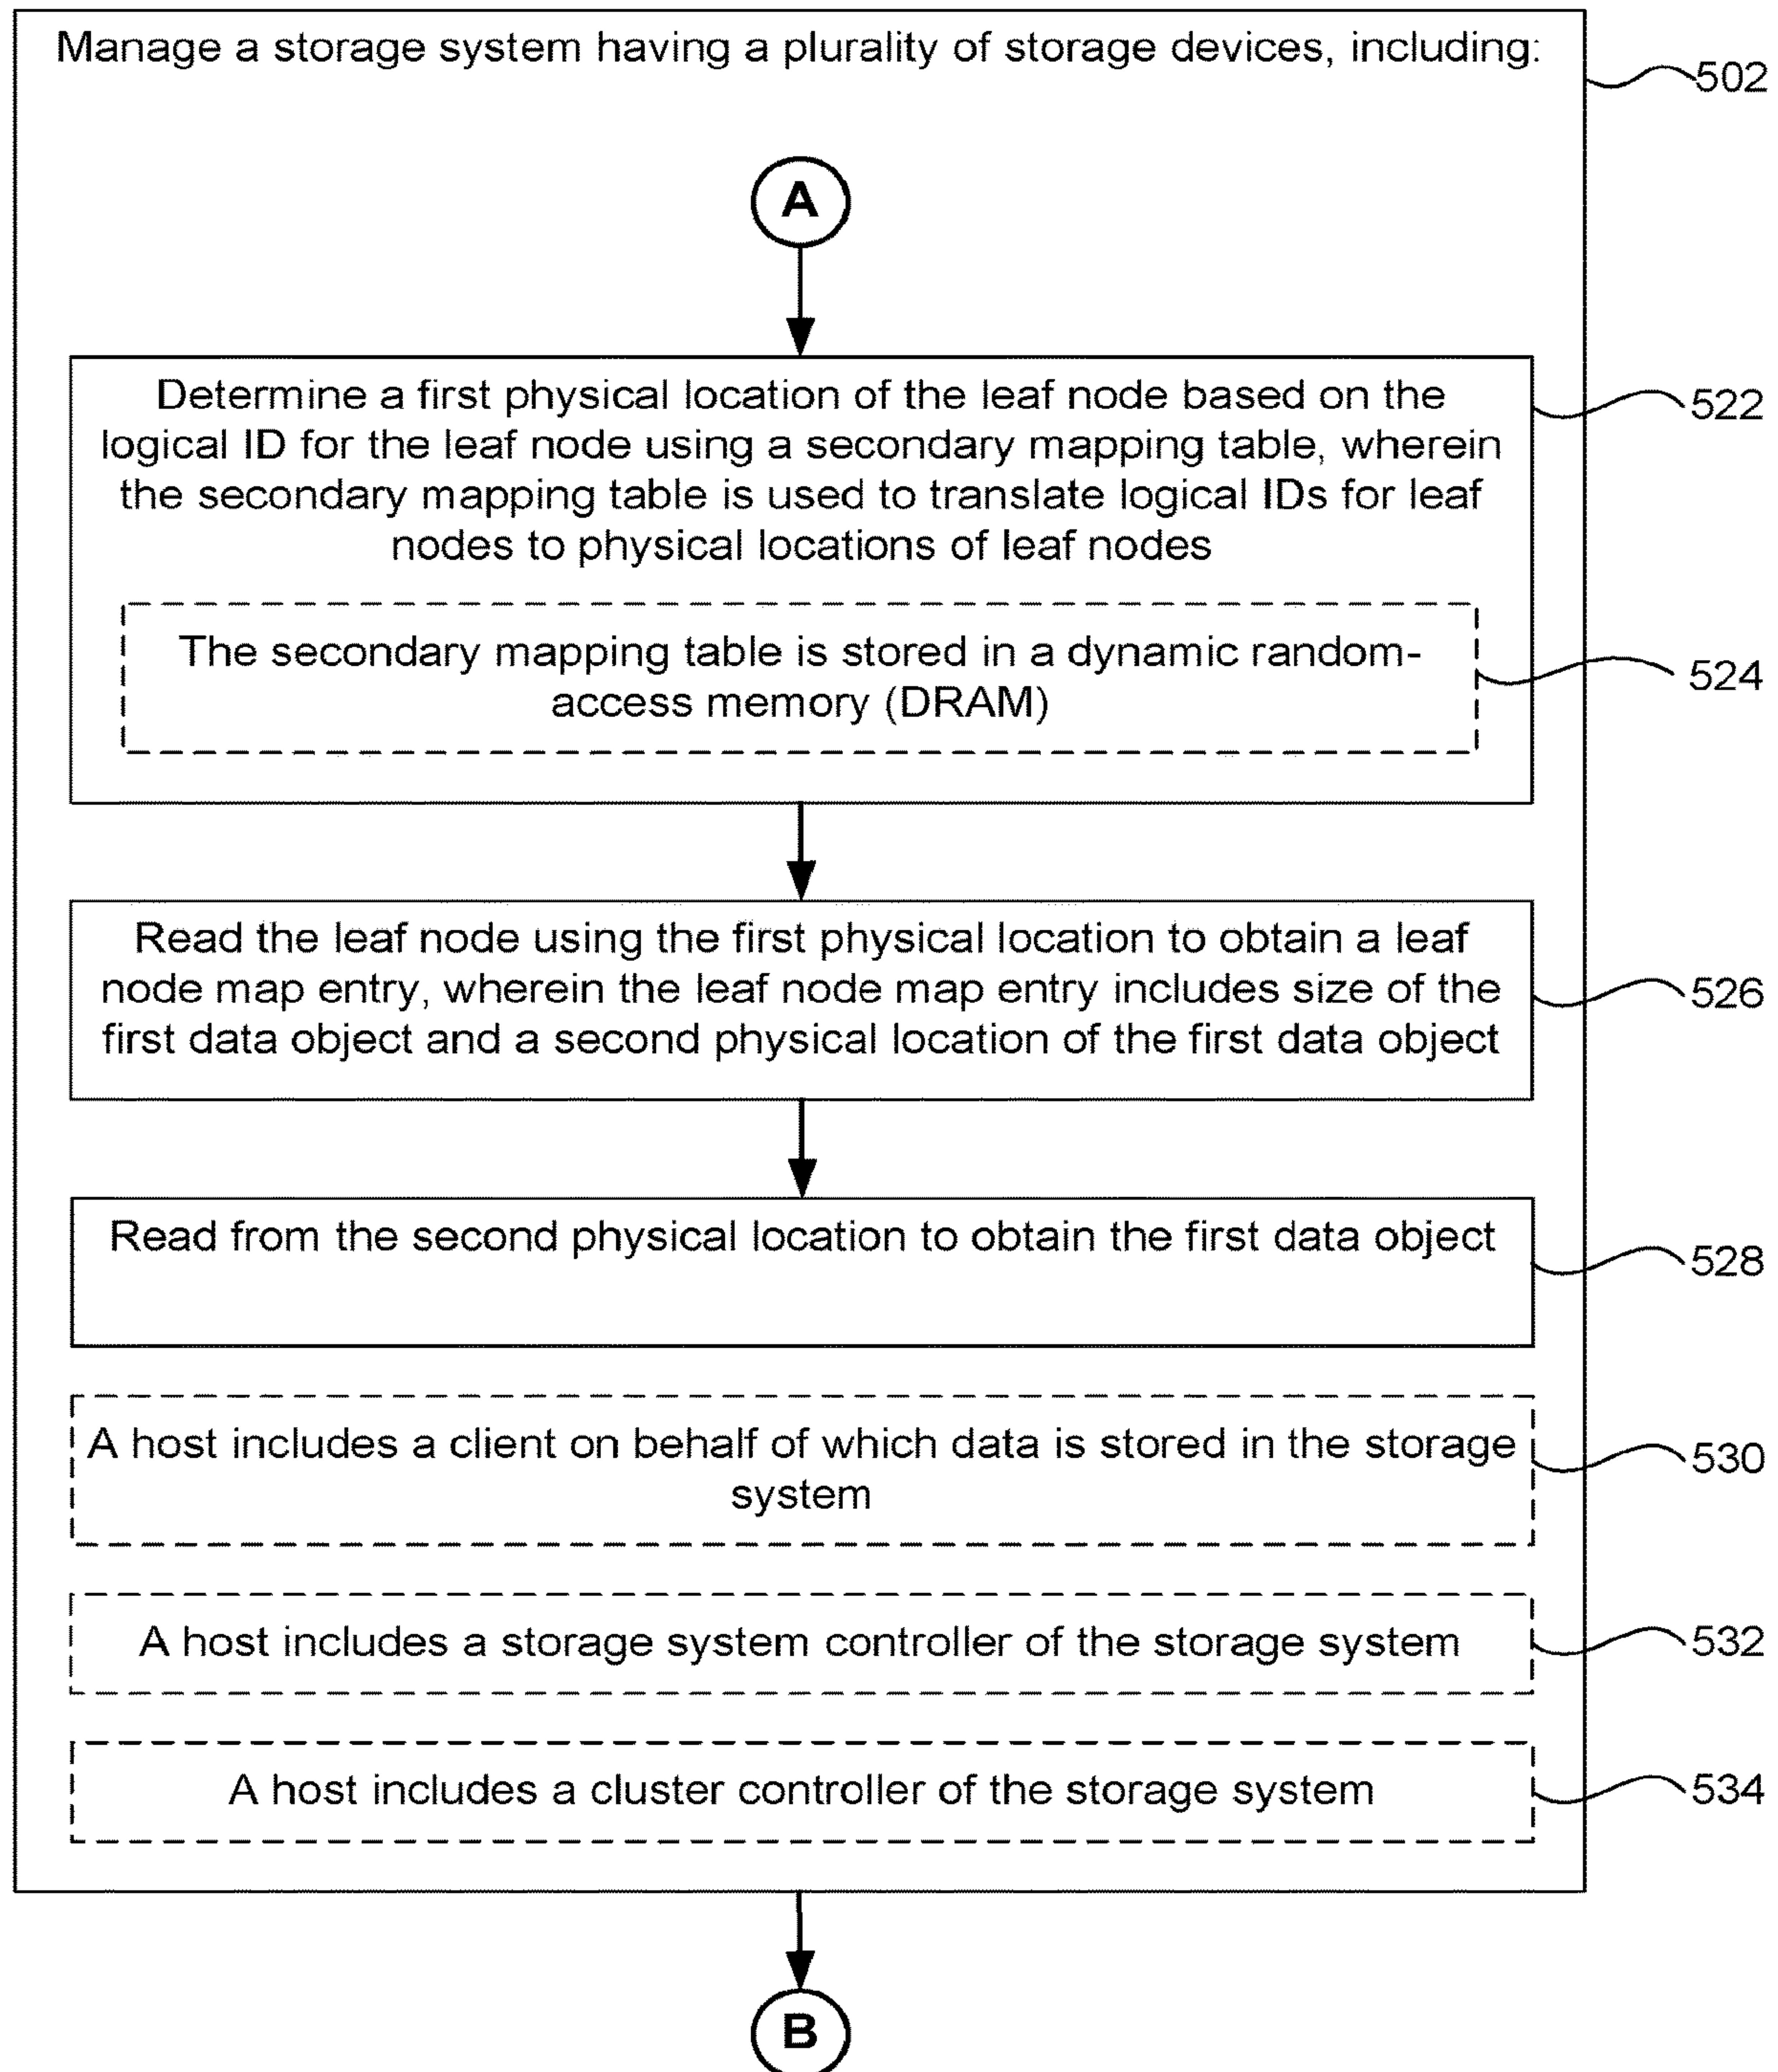 Manage a storage system having a plurality of storage devices, including:
502
A
Determine a first physical location of the leaf node based on the
logical ID for the leaf node using a secondary mapping table, wherein
the secondary mapping table is used to translate logical IDs for leaf
nodes to physical locations of leaf nodes
522
The secondary mapping table is stored in a dynamic random-
access memory (DRAM)
524
Read the leaf node using the first physical location to obtain a leaf
node map entry, wherein the leaf node map entry includes size of the
first data object and a second physical location of the first data object
526
Read from the second physical location to obtain the first data object
528
A host includes a client on behalf of which data is stored in the storage
system
530
A host includes a storage system controller of the storage system
532
A host includes a cluster controller of the storage system
534
B